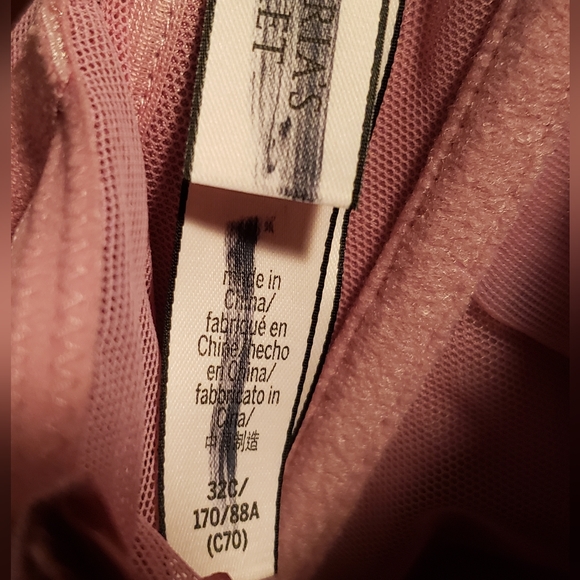 RIAS
ET
made in
China/
fabriqué en
Chine/hecho
en China/
fabbricato in
Cina/
中国制造
32C/
170/88A
(C70)